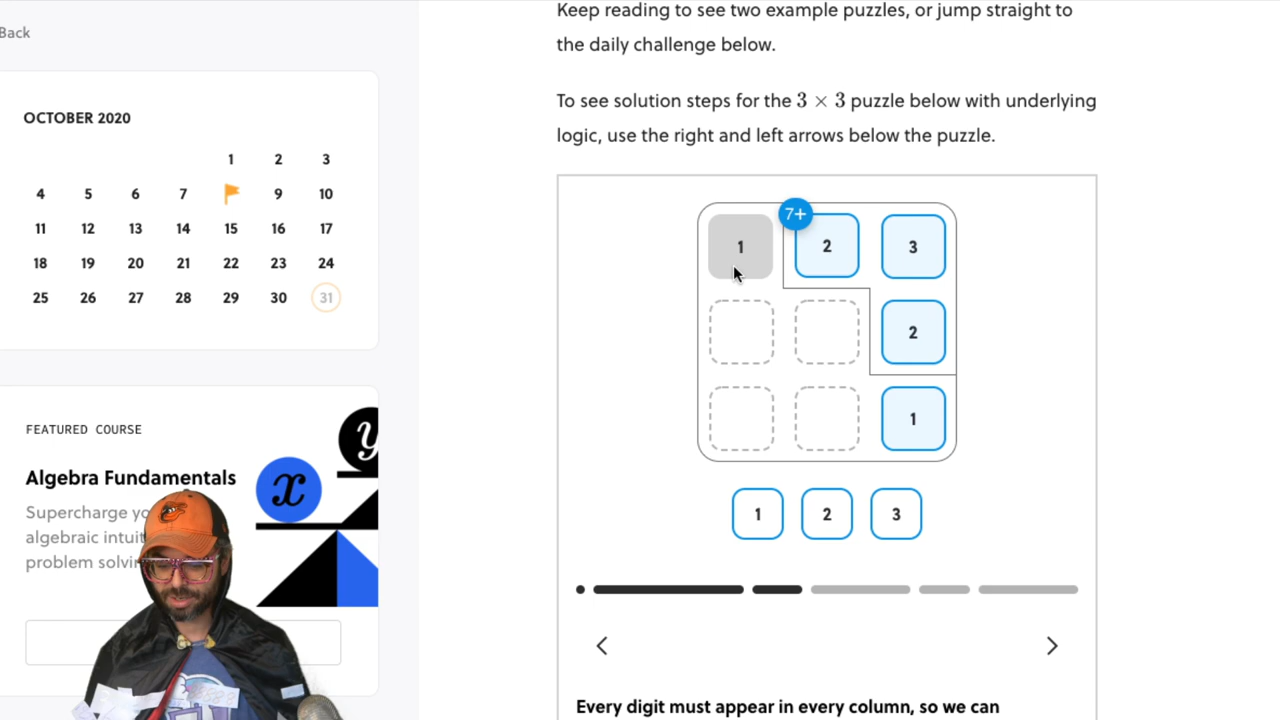 Keep reading to see two example puzzles, or jump straight to
the daily challenge below.
Back
To see solution steps for the 3 × 3 puzzle below with underlying
logic, use the right and left arrows below the puzzle.
OCTOBER 2020
1 2 3
4 5 6 7 9 10
11 12 13 14 15 16 17
18 19 20 21 22 23 24
25 26 27 28 29 30 31
7+
1 2 3
2
1
1 2 3
FEATURED COURSE
Algebra Fundamentals
Supercharge yo
algebraic intuit
problem solvin
x
y
Every digit must appear in every column, so we can